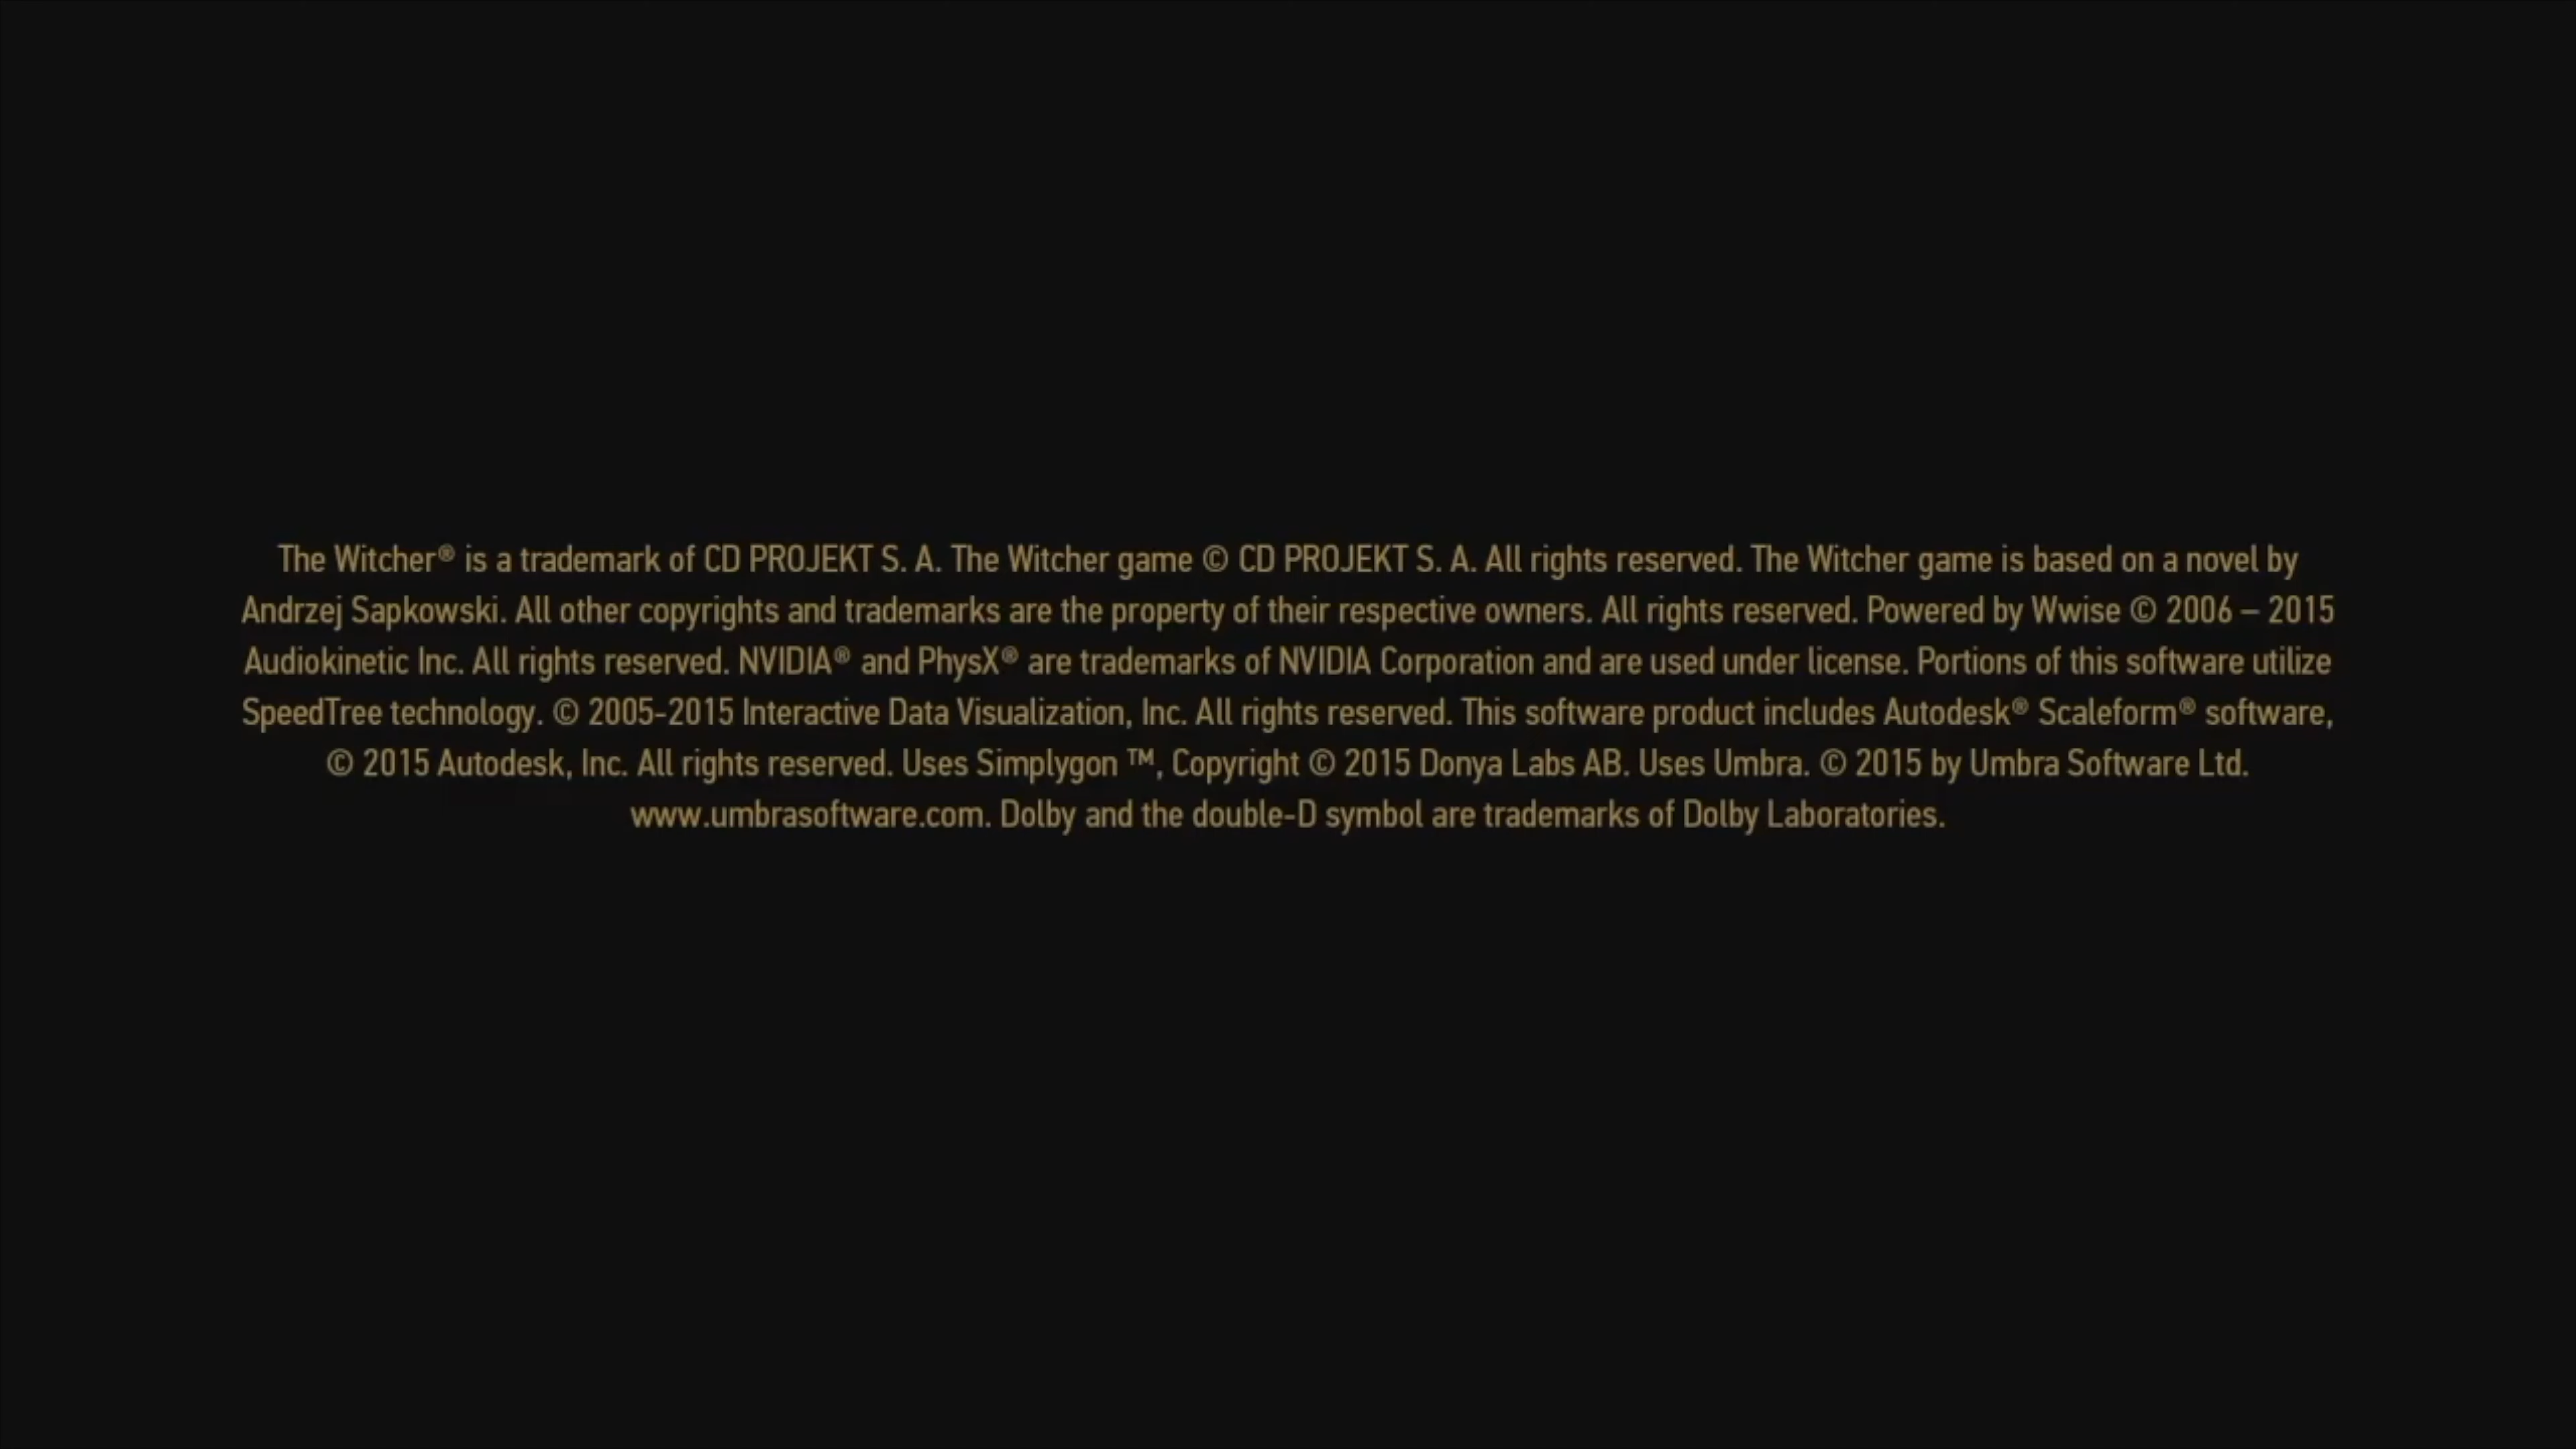 The Witcher® is a trademark of CD PROJEKT S. A. The Witcher game © CD PROJEKT S. A. All rights reserved. The Witcher game is based on a novel by
Andrzej Sapkowski. All other copyrights and trademarks are the property of their respective owners. All rights reserved. Powered by Wwise © 2006 – 2015
Audiokinetic Inc. All rights reserved. NVIDIA® and PhysX® are trademarks of NVIDIA Corporation and are used under license. Portions of this software utilize
SpeedTree technology. © 2005-2015 Interactive Data Visualization, Inc. All rights reserved. This software product includes Autodesk® Scaleform® software,
© 2015 Autodesk, Inc. All rights reserved. Uses Simplygon ™, Copyright © 2015 Donya Labs AB. Uses Umbra. © 2015 by Umbra Software Ltd.
www.umbrasoftware.com. Dolby and the double-D symbol are trademarks of Dolby Laboratories.